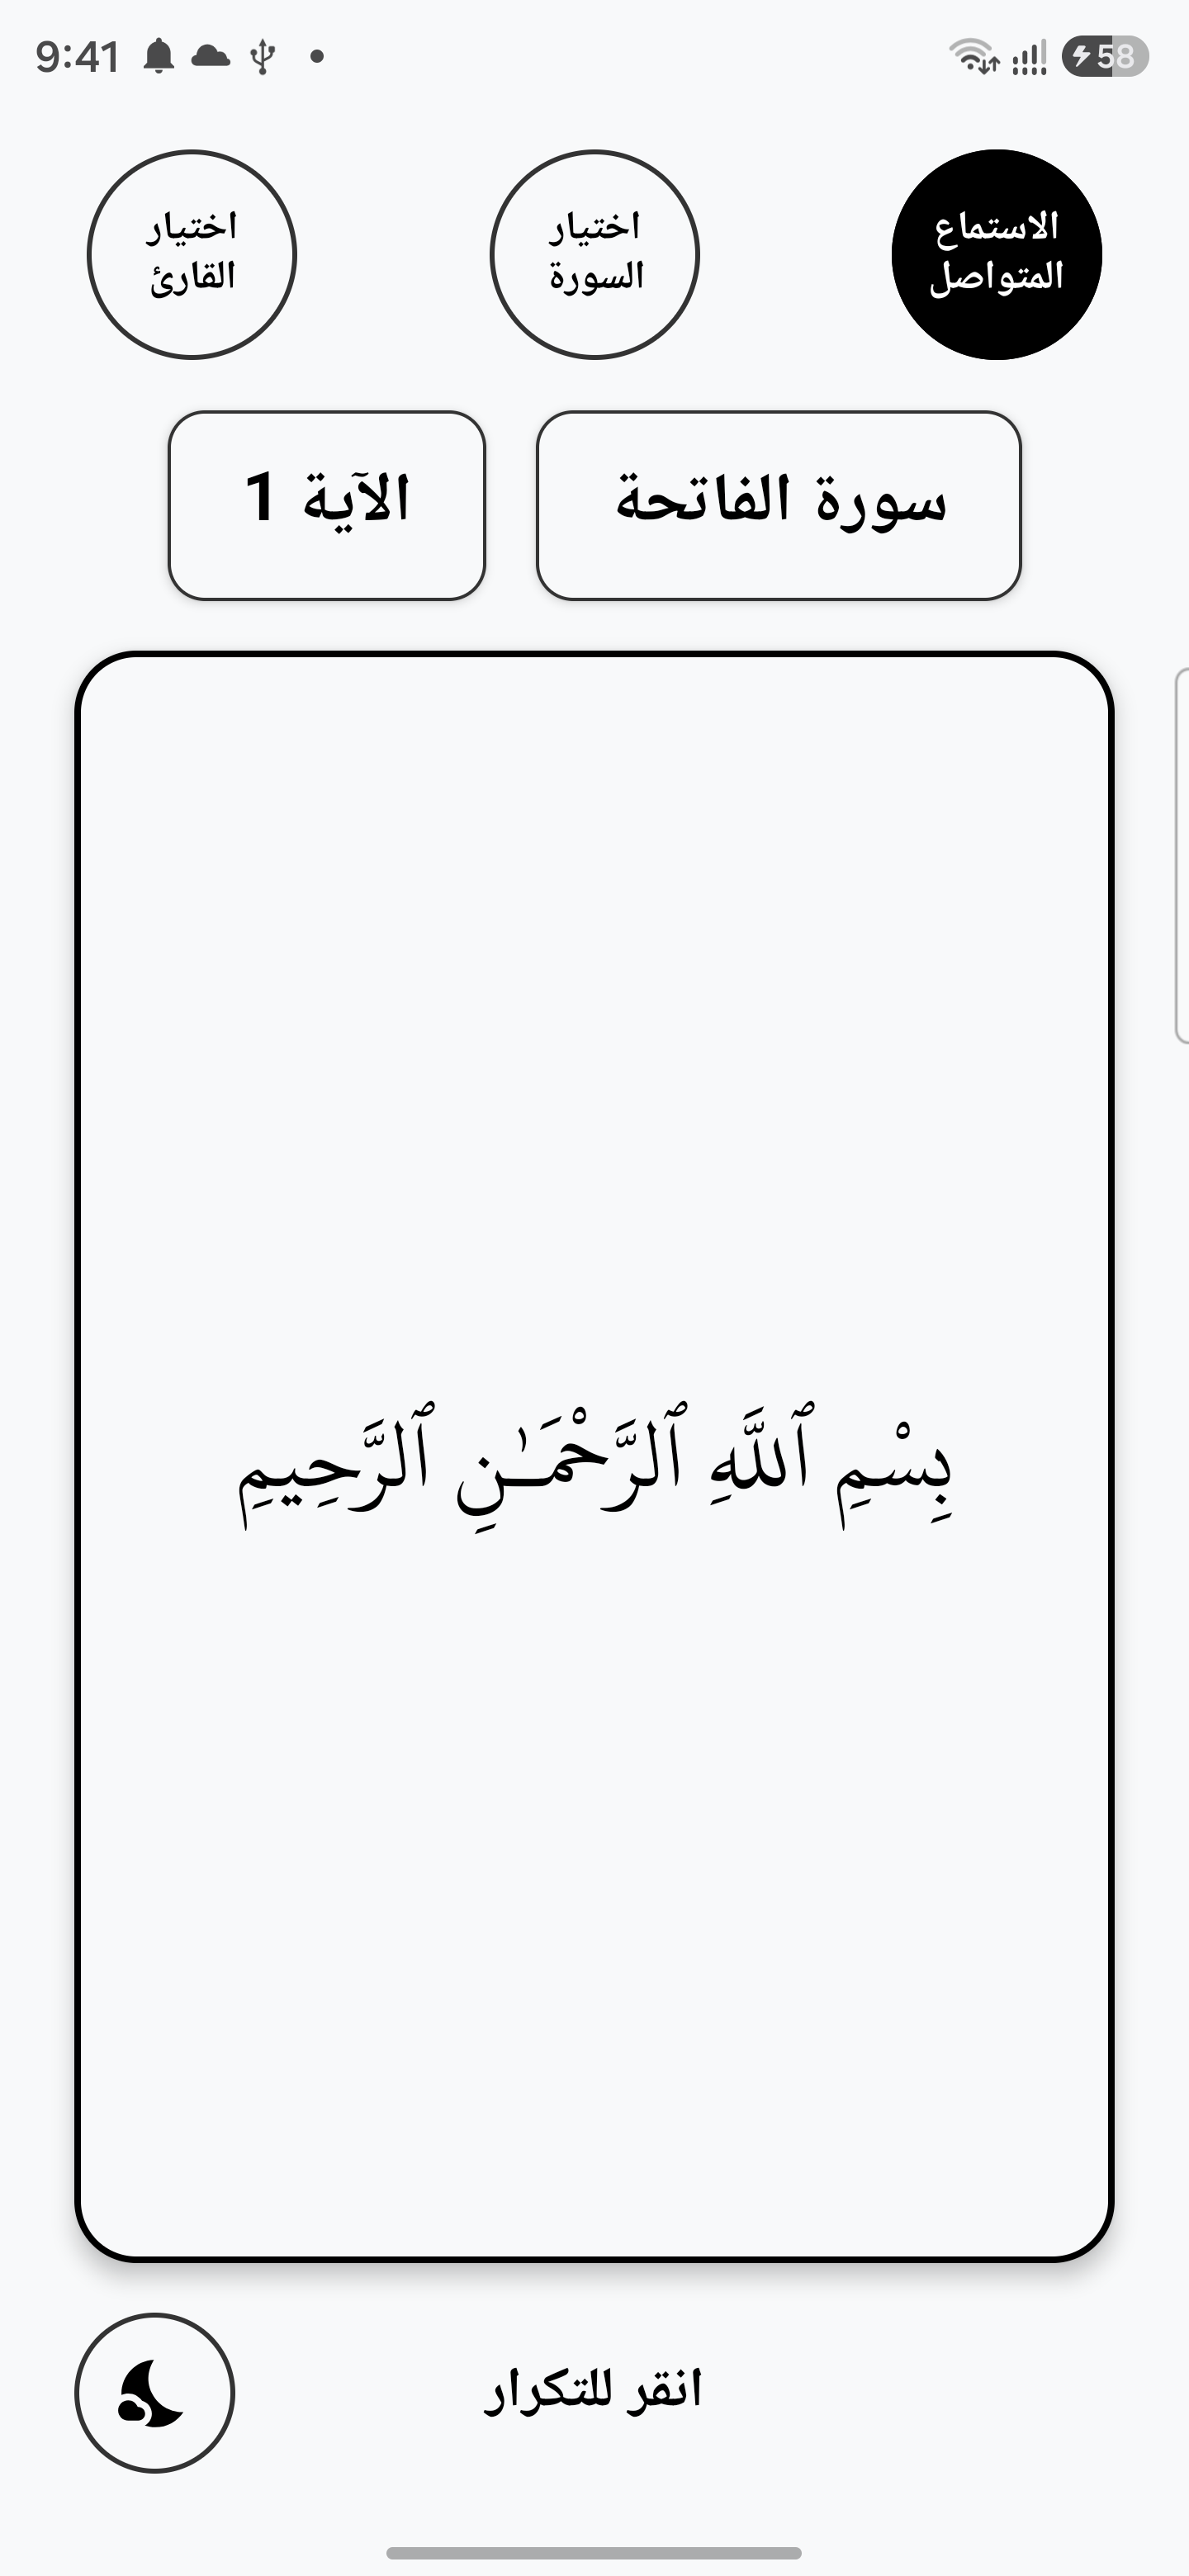 9:41
58
الاستماع
المتواصل
اختيار
السورة
اختيار
القارئ
سورة الفاتحة
الآية 1
بِسْمِ ٱللَّهِ ٱلرَّحْمَـٰنِ ٱلرَّحِيمِ
انقر للتكرار